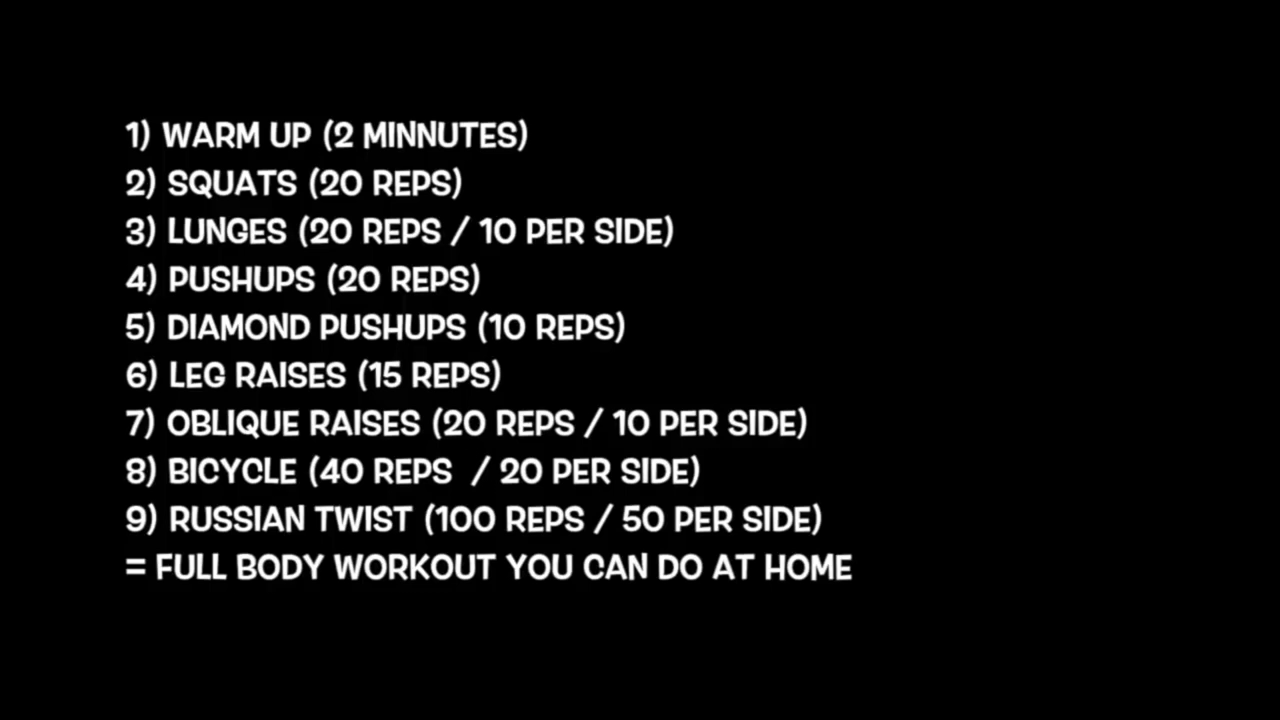 1) WARM UP (2 MINNUTES)
2) SQUATS (20 REPS)
3) LUNGES (20 REPS / 10 PER SIDE)
4) PUSHUPS (20 REPS)
5) DIAMOND PUSHUPS (10 REPS)
6) LEG RAISES (15 REPS)
7) OBLIQUE RAISES (20 REPS / 10 PER SIDE)
8) BICYCLE (40 REPS / 20 PER SIDE)
9) RUSSIAN TWIST (100 REPS / 50 PER SIDE)
= FULL BODY WORKOUT YOU CAN DO AT HOME